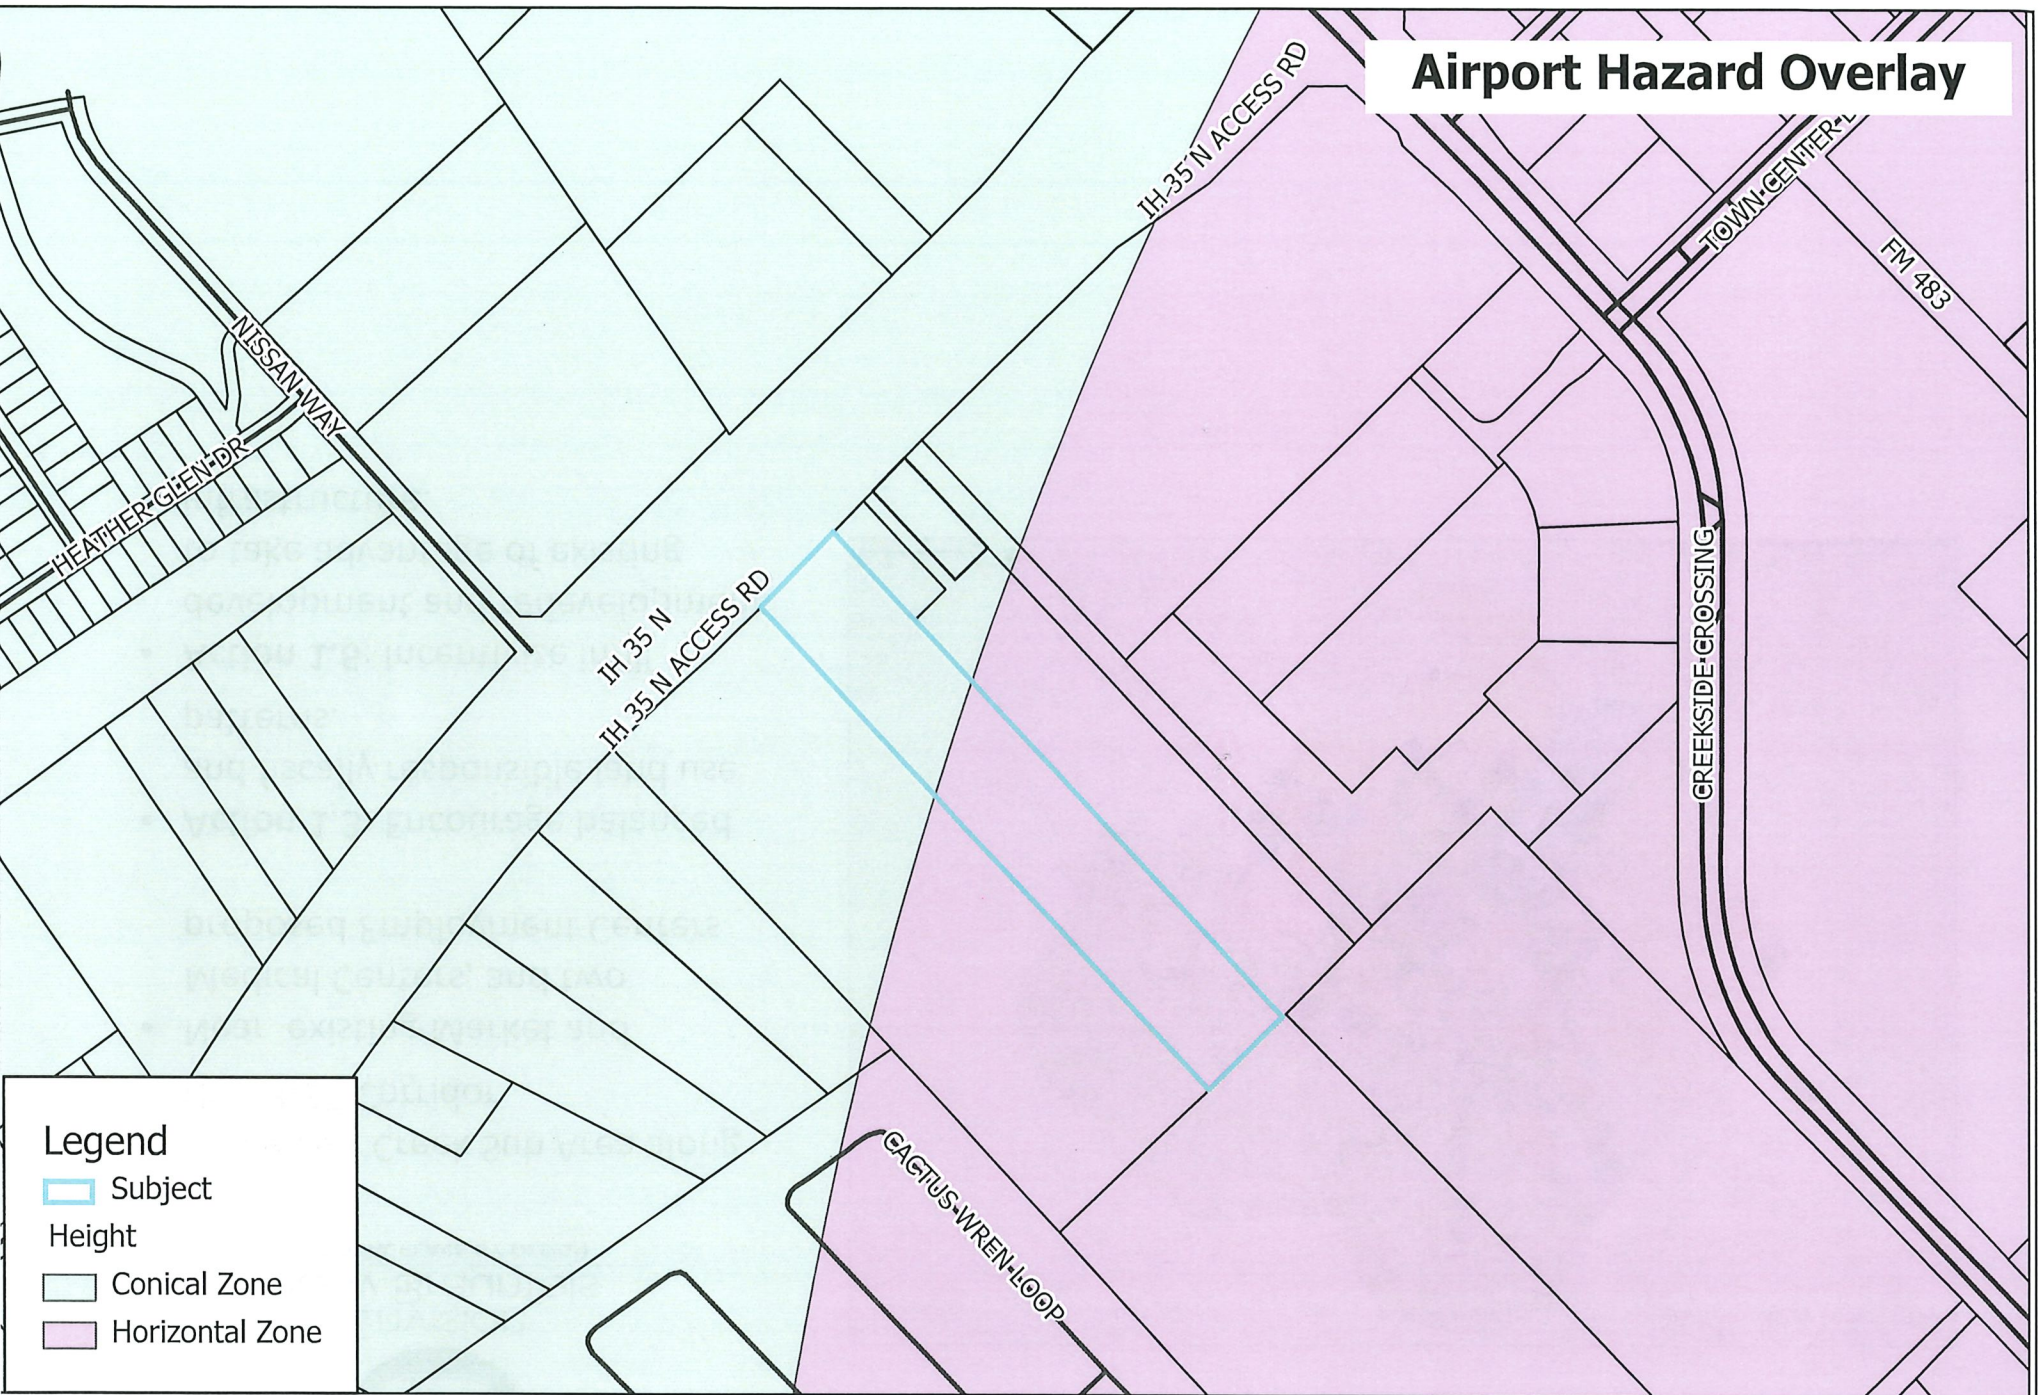 Airport Hazard Overlay
IH 35 N ACCESS RD
TOWN CENTER
FM 483
NISSAN WAY
HEATHER GLEN DR
IH 35 N
IH 35 N ACCESS RD
CREEKSIDE CROSSING
CACTUS WREN LOOP
Legend
Subject
Height
Conical Zone
Horizontal Zone